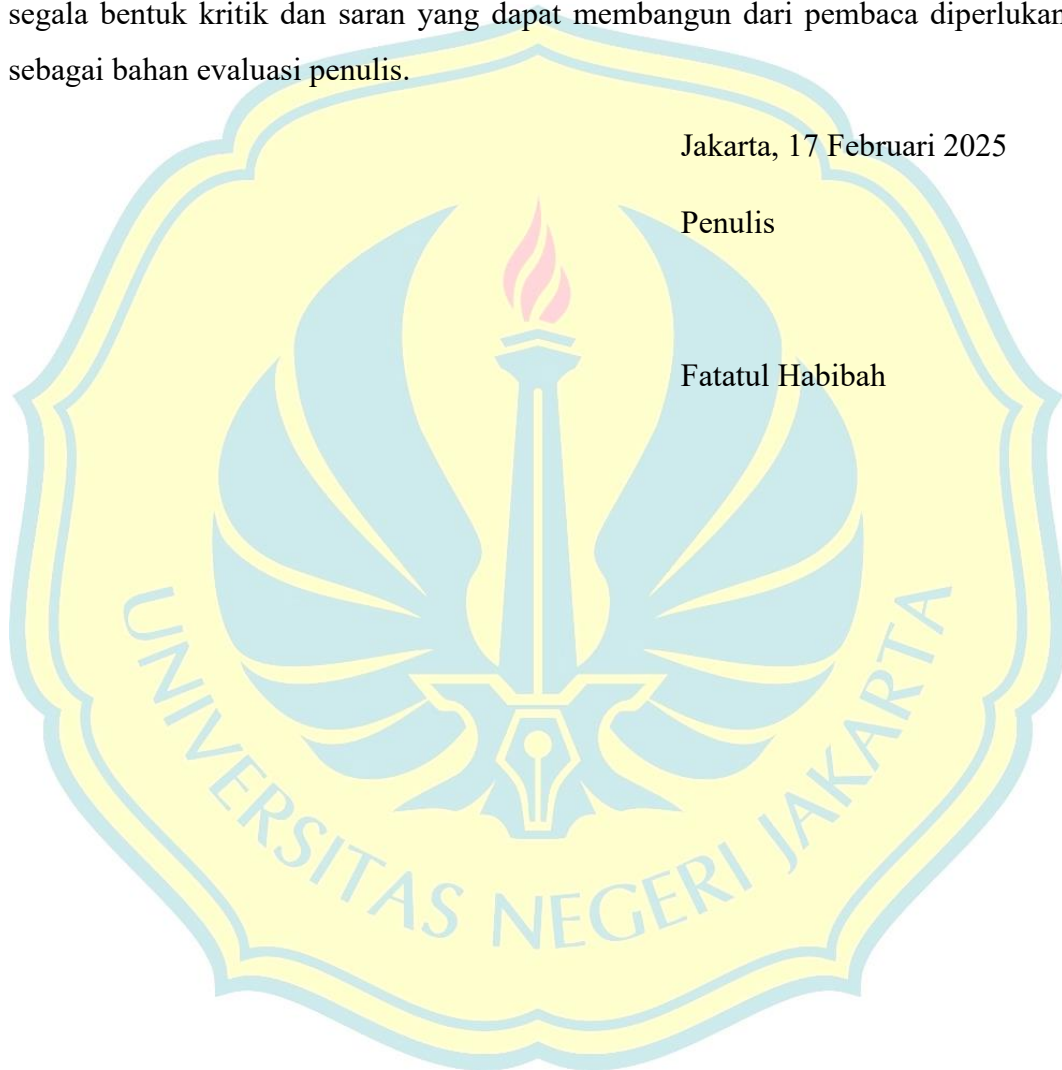 segala bentuk kritik dan saran yang dapat membangun dari pembaca diperlukan
sebagai bahan evaluasi penulis.
Jakarta, 17 Februari 2025
Penulis
Fatatul Habibah
UNIVERSITAS NEGERI JAKARTA